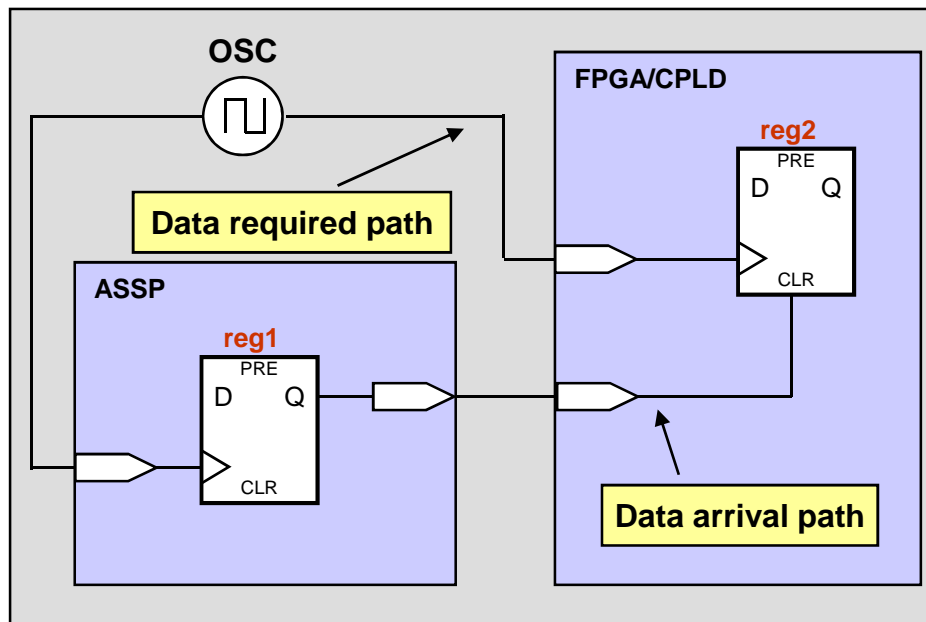 OSC
FPGA/CPLD
reg2
PRE
D Q
CLR
Data required path
ASSP
reg1
PRE
D Q
CLR
Data arrival path